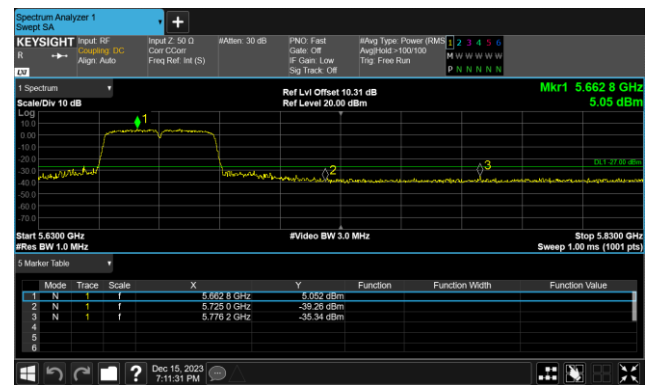 Spectrum Analyzer 1
Swept SA
+
KEYSIGHT Input: RF Input Z: 50 Ω #Atten: 30 dB PNO: Fast #Avg Type: Power (RMS 1 2 3 4 5 6
R Coupling: DC Corr CCorr Gate: Off Avg|Hold:>100/100 M W W W W W
Align: Auto Freq Ref: Int (S) IF Gain: Low Trig: Free Run
LXI Sig Track: Off P N N N N N
1 Spectrum Ref Lvl Offset 10.31 dB Mkr1 5.662 8 GHz
Scale/Div 10 dB Ref Level 20.00 dBm 5.05 dBm
Log
10.0
0.00
-10.0
-20.0
-30.0
-40.0
-50.0
-60.0
-70.0
1
2
3
DL1 -27.00 dBm
Start 5.6300 GHz #Video BW 3.0 MHz Stop 5.8300 GHz
#Res BW 1.0 MHz Sweep 1.00 ms (1001 pts)
5 Marker Table
Mode Trace Scale X Y Function Function Width Function Value
1 N 1 f 5.662 8 GHz 5.052 dBm
2 N 1 f 5.725 0 GHz -39.26 dBm
3 N 1 f 5.776 2 GHz -35.34 dBm
4
5
6
? Dec 15, 2023
7:11:31 PM